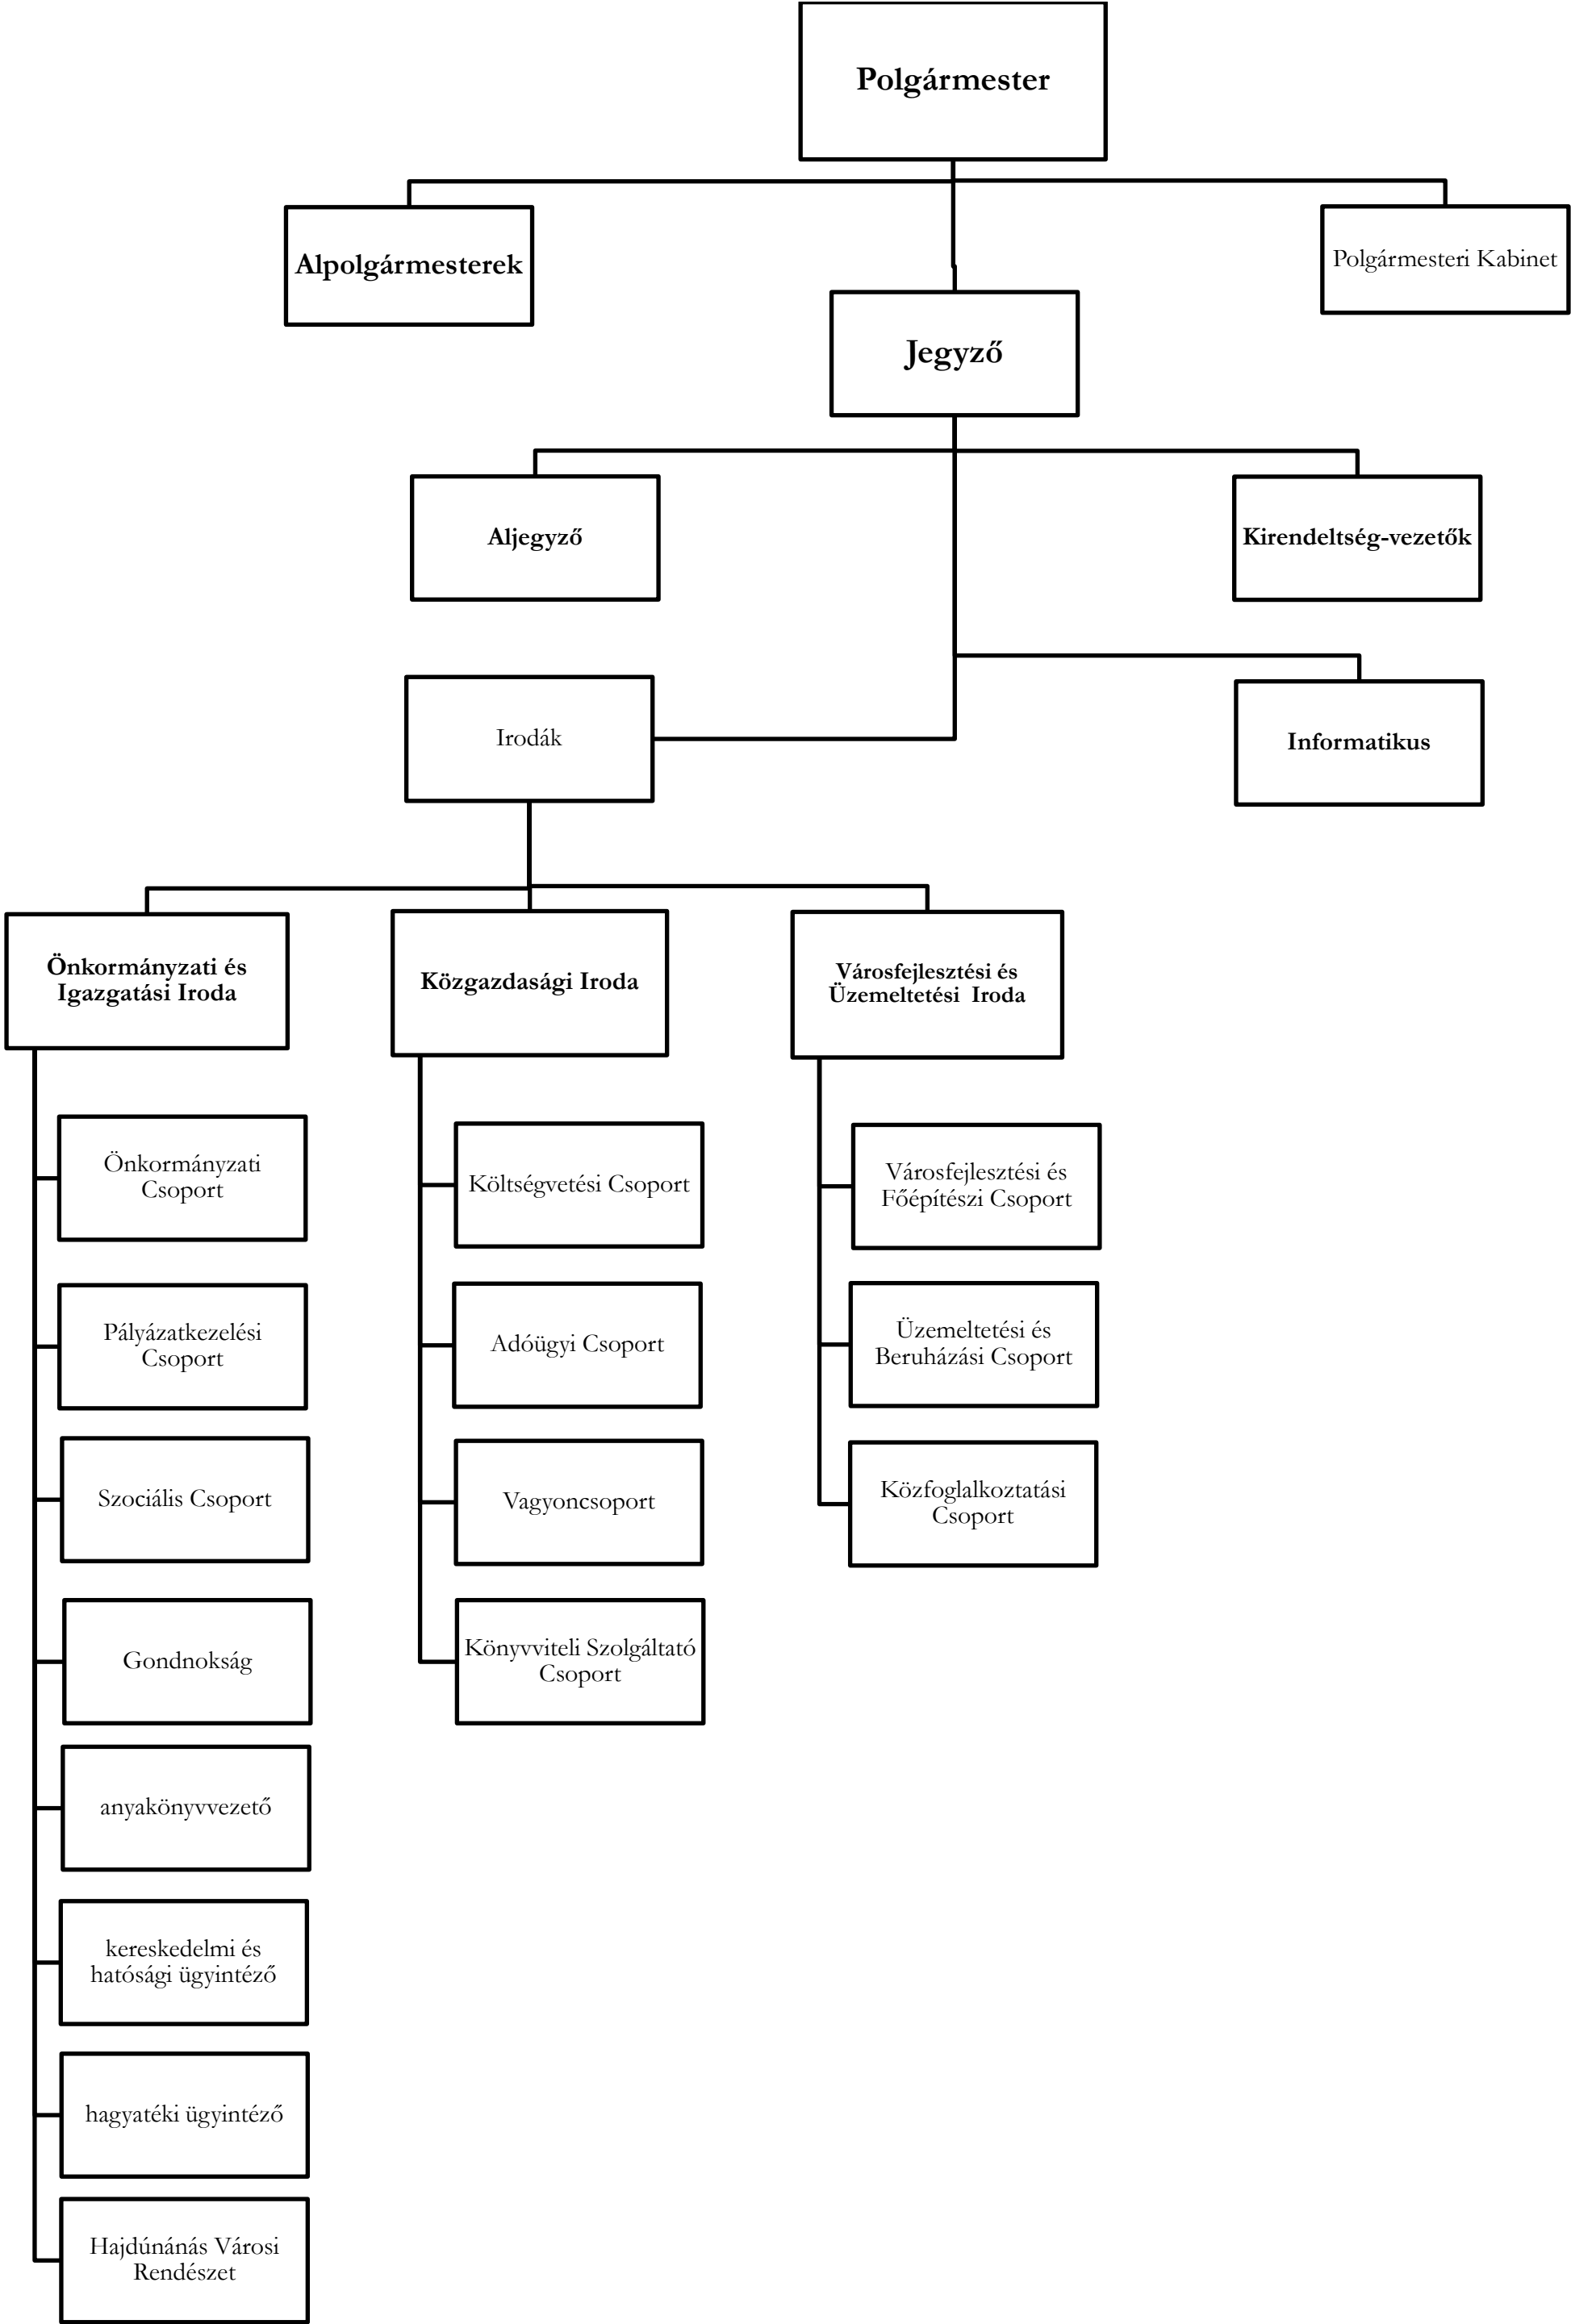 Polgármester
Alpolgármesterek
Polgármesteri Kabinet
Jegyző
Aljegyző
Kirendeltség-vezetők
Irodák
Informatikus
Önkormányzati és
Igazgatási Iroda
Közgazdasági Iroda
Városfejlesztési és
Üzemeltetési Iroda
Önkormányzati
Csoport
Pályázatkezelési
Csoport
Szociális Csoport
Gondnokság
anyakönyvvezető
kereskedelmi és
hatósági ügyintéző
hagyatéki ügyintéző
Hajdúnánás Városi
Rendészet
Költségvetési Csoport
Adóügyi Csoport
Vagyoncsoport
Könyvviteli Szolgáltató
Csoport
Városfejlesztési és
Főépítészi Csoport
Üzemeltetési és
Beruházási Csoport
Közfoglalkoztatási
Csoport